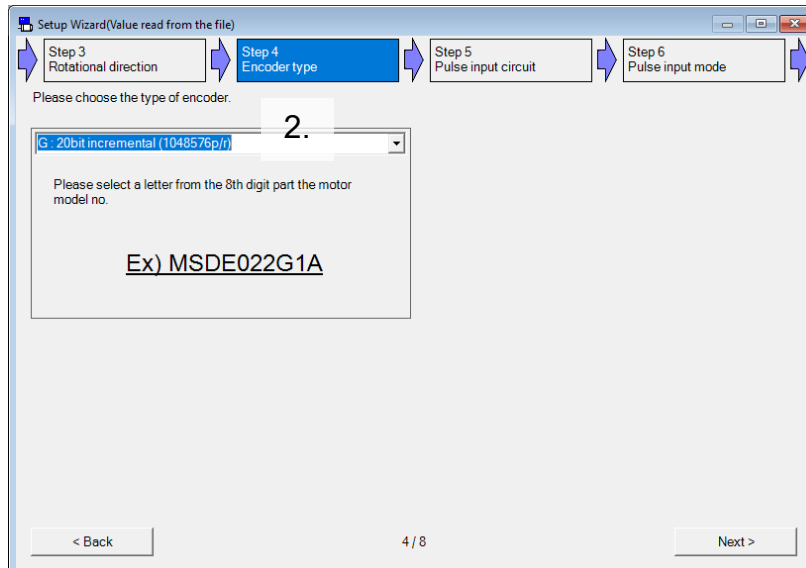 Setup Wizard(Value read from the file)
Step 3
Rotational direction
Step 4
Encoder type
Step 5
Pulse input circuit
Step 6
Pulse input mode
Please choose the type of encoder.
2.
G : 20bit incremental (1048576p/r)
Please select a letter from the 8th digit part the motor
model no.
Ex) MSDE022G1A
< Back
4 / 8
Next >